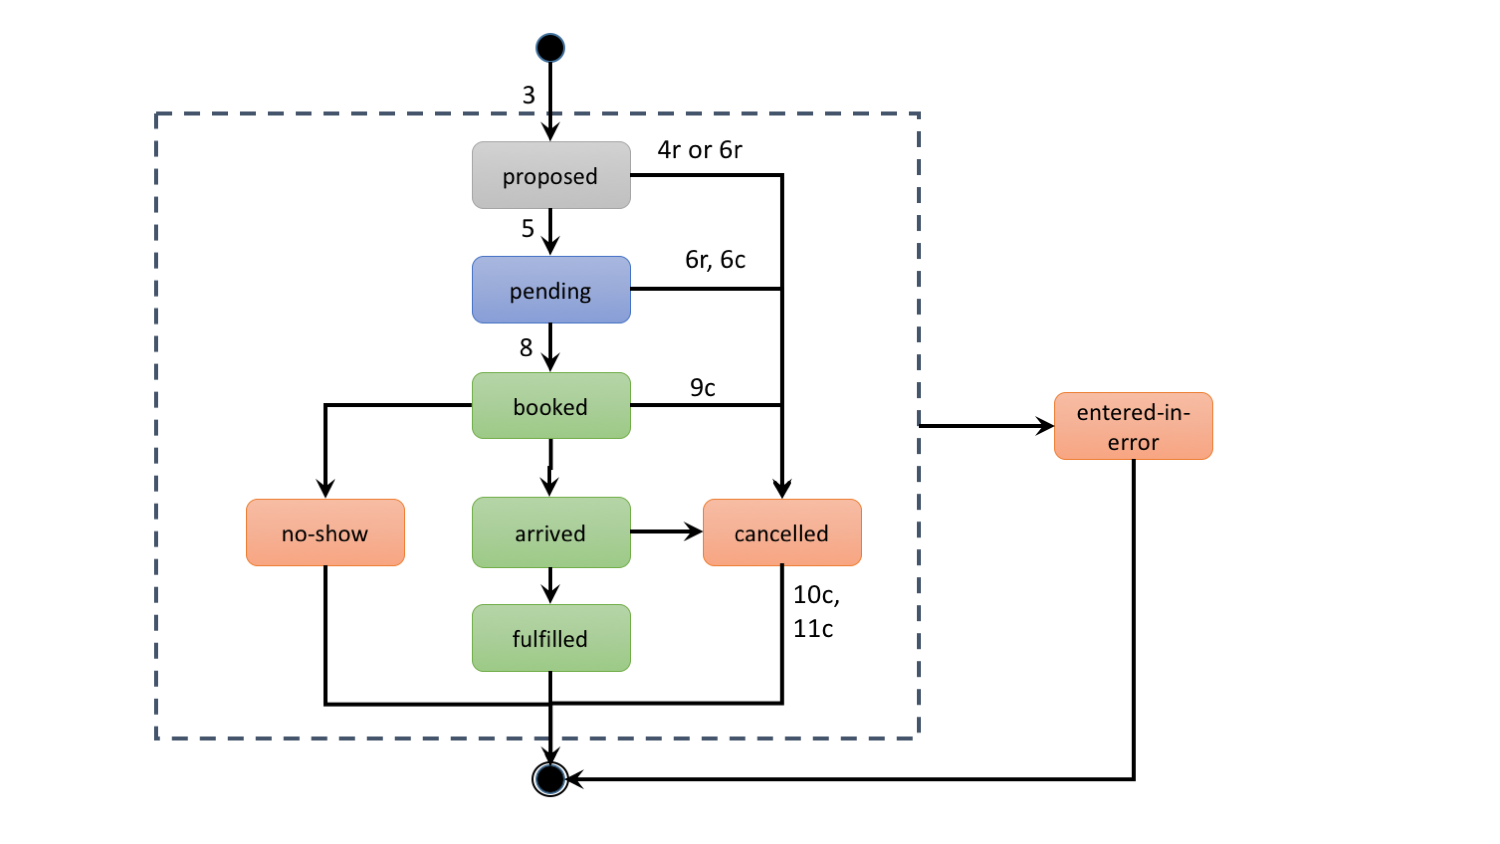 3
4r or 6r
proposed
5
6r, 6c
pending
8
9c
booked
entered-in-
error
no-show
arrived
cancelled
10c,
11c
fulfilled